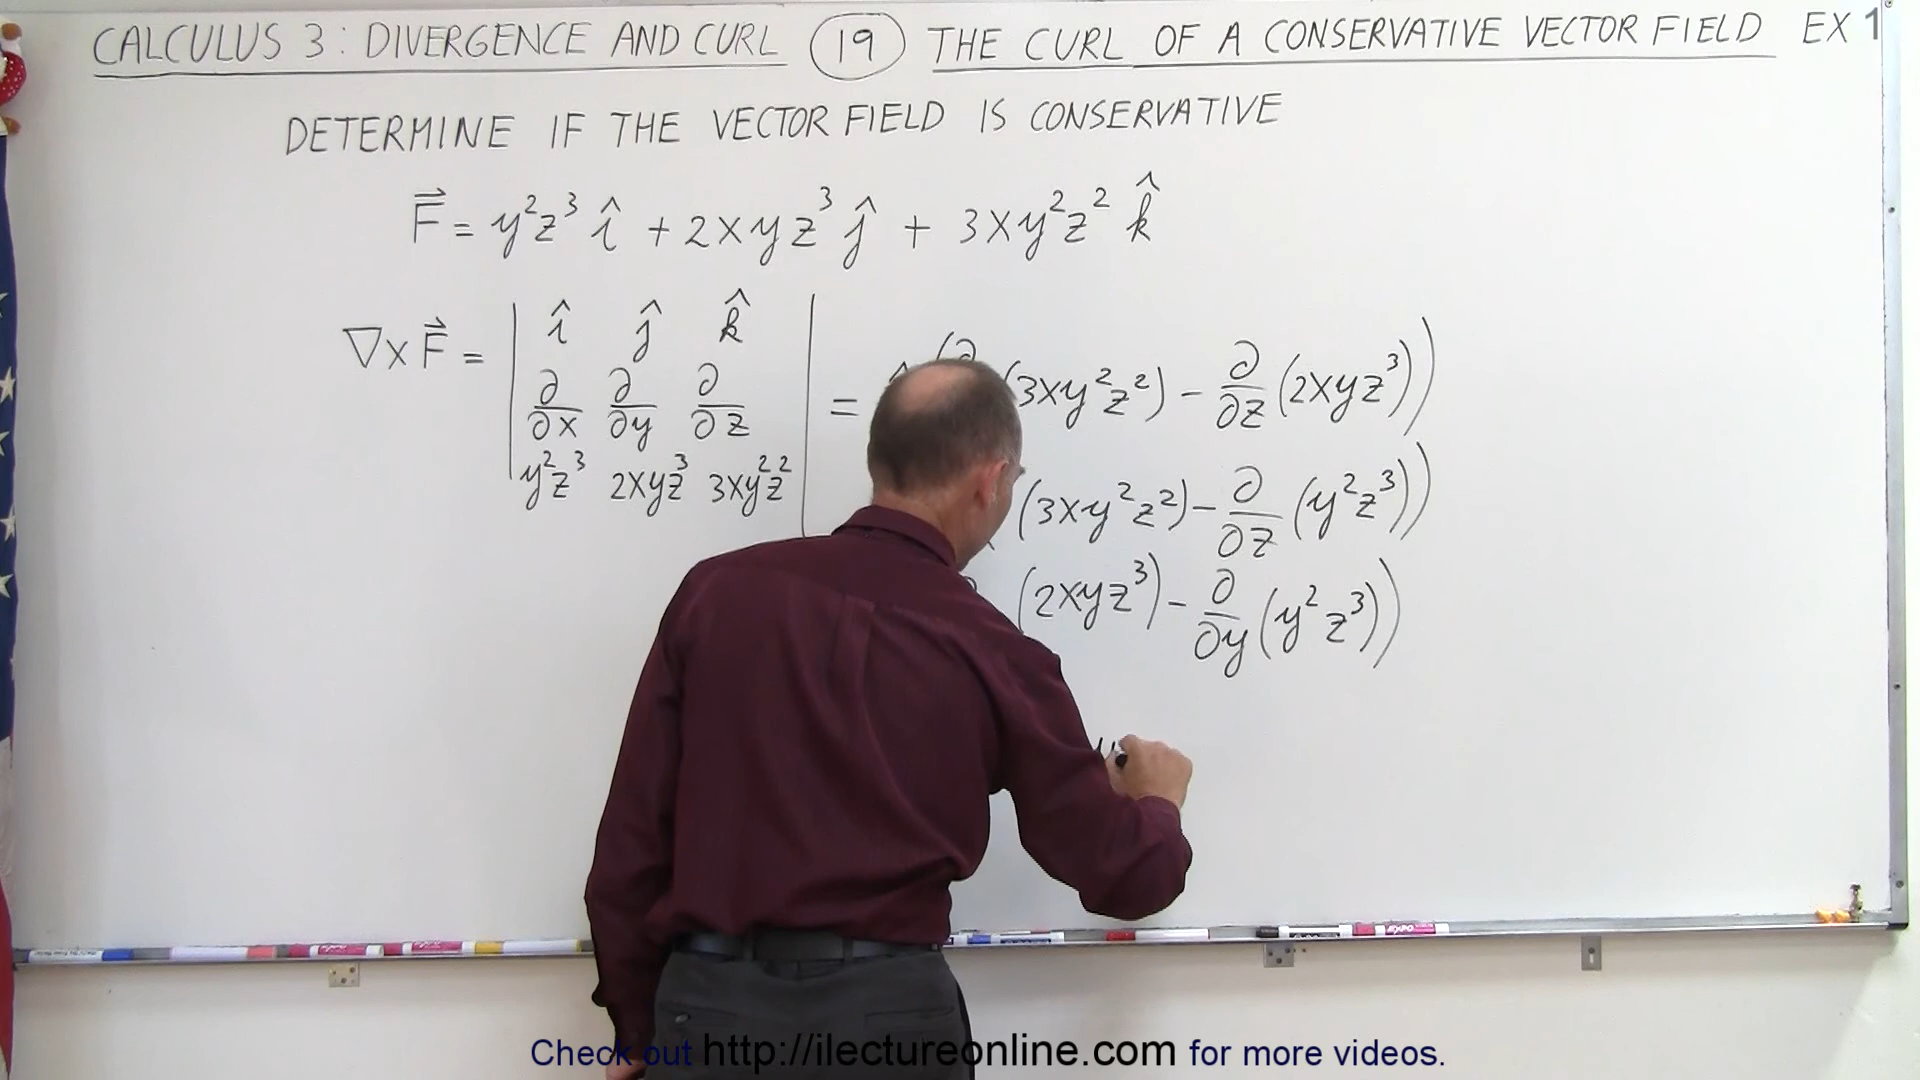 CALCULUS 3: DIVERGENCE AND CURL 19 THE CURL OF A CONSERVATIVE VECTOR FIELD EX 1
DETERMINE IF THE VECTOR FIELD IS CONSERVATIVE
F⃗ = y²z³ î + 2xyz³ ĵ + 3xy²z² k̂
∇×F⃗ = | î ĵ k̂ |
∂/∂x ∂/∂y ∂/∂z
y²z³ 2xyz³ 3xy²z²
= (∂ (3xy²z²) − ∂/∂z (2xyz³))
(3xy²z²) − ∂/∂z (y²z³))
(2xyz³) − ∂/∂y (y²z³))
EXPO
Check out http://ilectureonline.com for more videos.